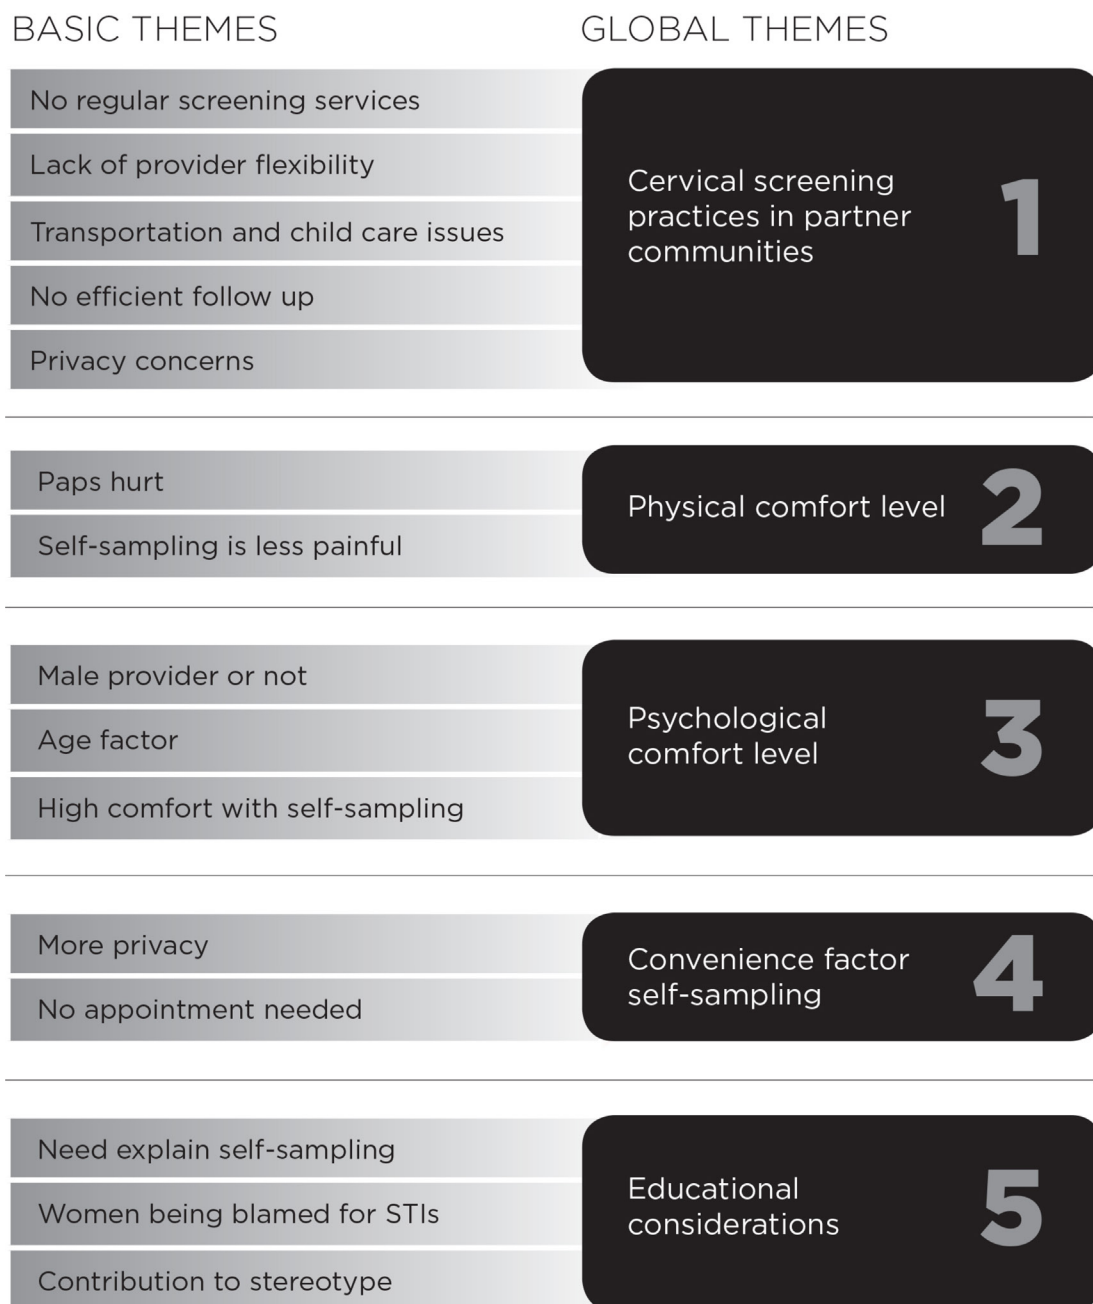 BASIC THEMES
GLOBAL THEMES
No regular screening services
Lack of provider flexibility
Transportation and child care issues
No efficient follow up
Privacy concerns
Cervical screening
practices in partner
communities
1
Paps hurt
Self-sampling is less painful
Physical comfort level
2
Male provider or not
Age factor
High comfort with self-sampling
Psychological
comfort level
3
More privacy
No appointment needed
Convenience factor
self-sampling
4
Need explain self-sampling
Women being blamed for STIs
Contribution to stereotype
Educational
considerations
5